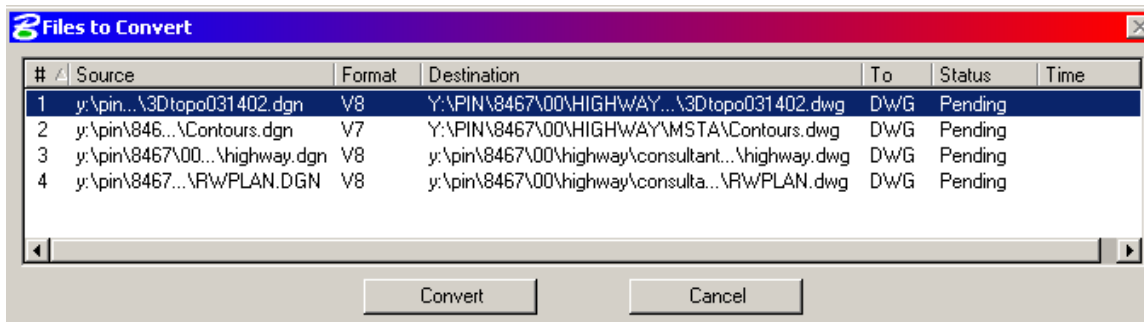 Files to Convert
# Source Format Destination To Status Time
1 y:\pin...\3Dtopo031402.dgn V8 Y:\PIN\8467\00\HIGHWAY...\3Dtopo031402.dwg DWG Pending
2 y:\pin\846...\Contours.dgn V7 Y:\PIN\8467\00\HIGHWAY\MSTA\Contours.dwg DWG Pending
3 y:\pin\8467\00...\highway.dgn V8 y:\pin\8467\00\highway\consultant...\highway.dwg DWG Pending
4 y:\pin\8467...\RWPLAN.DGN V8 y:\pin\8467\00\highway\consulta...\RWPLAN.dwg DWG Pending
Convert Cancel